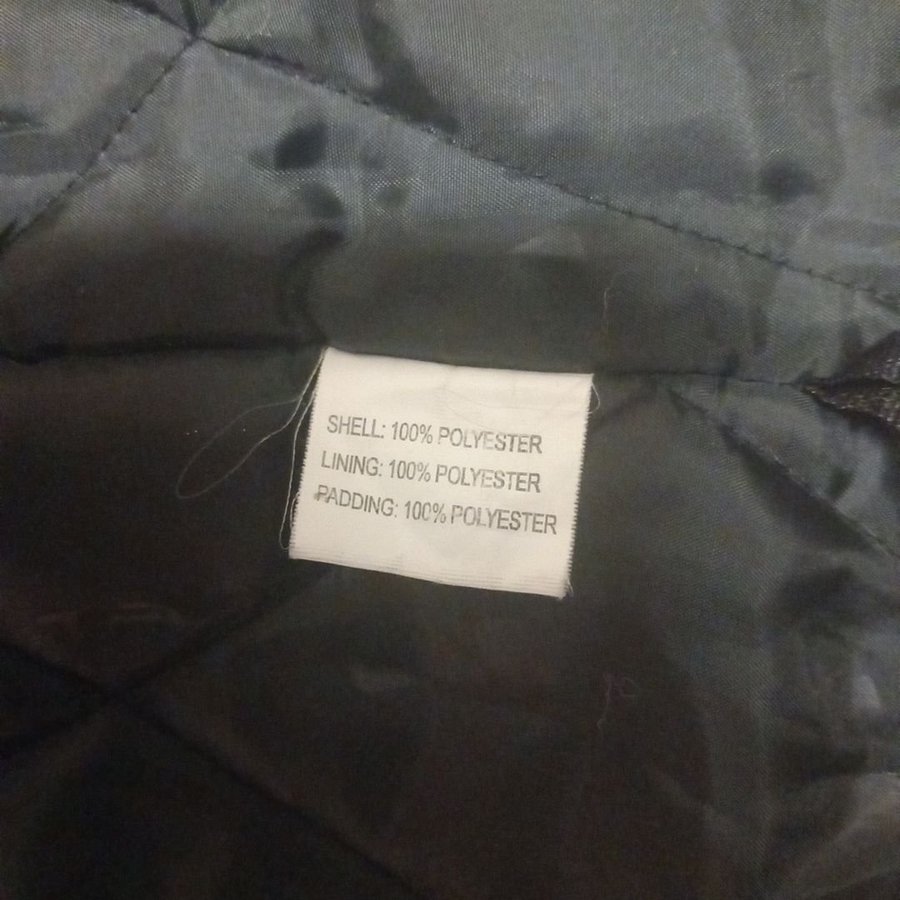 SHELL: 100% POLYESTER
LINING: 100% POLYESTER
PADDING: 100% POLYESTER